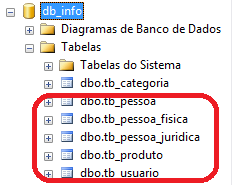 db_info
Diagramas de Banco de Dados
Tabelas
Tabelas do Sistema
dbo.tb_categoria
dbo.tb_pessoa
dbo.tb_pessoa_fisica
dbo.tb_pessoa_juridica
dbo.tb_produto
dbo.tb_usuario